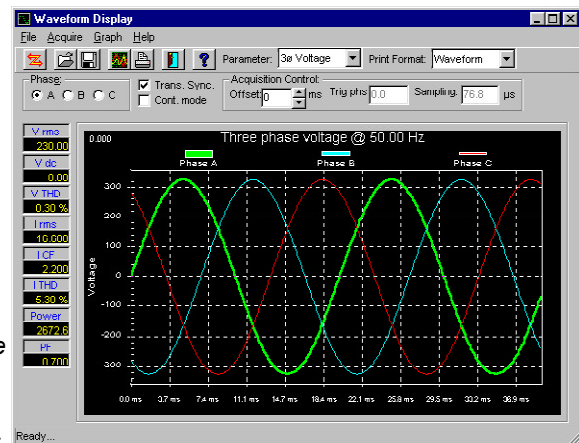 Waveform Display
File Acquire Graph Help
Parameter: 3ø Voltage Print Format: Waveform
Phase:
A B C
Trans. Sync.
Cont. mode
Acquisition Control:
Offset: 0 ms Trig phs 0.0 Sampling. 76.8 µs
V rms
230.00
V dc
0.00
V THD
0.30 %
I rms
10.000
I CF
2.200
I THD
5.30 %
Power
2672.6
PF
0.700
0.000 Three phase voltage @ 50.00 Hz
Phase A Phase B Phase C
Voltage
300
200
100
0
-100
-200
300
0.0 ms 3.7 ms 7.4 ms 11.1 ms 14.7 ms 18.4 ms 22.1 ms 25.8 ms 29.5 ms 33.2 ms 36.9 ms
e
Ready...